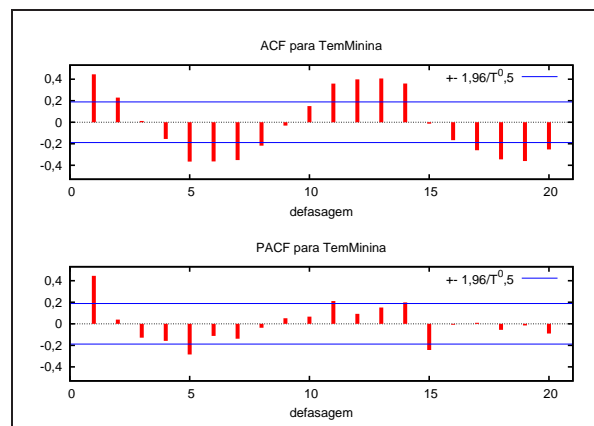 ACF para TemMinina
+- 1,96/T^0,5
0,4
0,2
0
-0,2
-0,4
0 5 10 15 20
defasagem
PACF para TemMinina
+- 1,96/T^0,5
0,4
0,2
0
-0,2
-0,4
0 5 10 15 20
defasagem